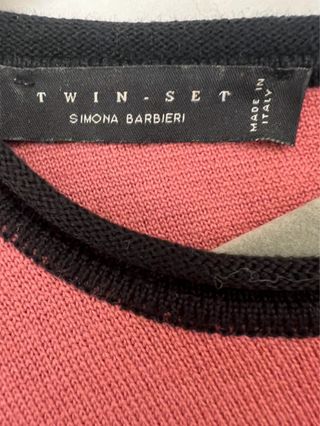 TWIN-SET
SIMONA BARBIERI
MADE IN
ITALY